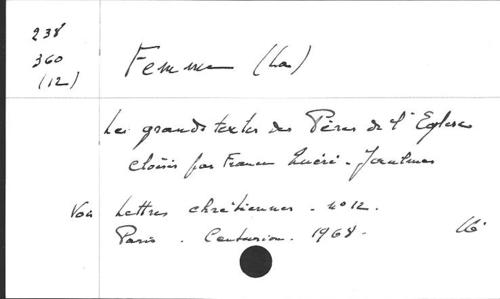 238
360
(12)
Femme (La)
Les grands textes des Pères de l'Eglise
choisis par France Quéré-Jaulmes
Voir Lettres chrétiennes. n° 12.
Paris. Centurion. 1968.